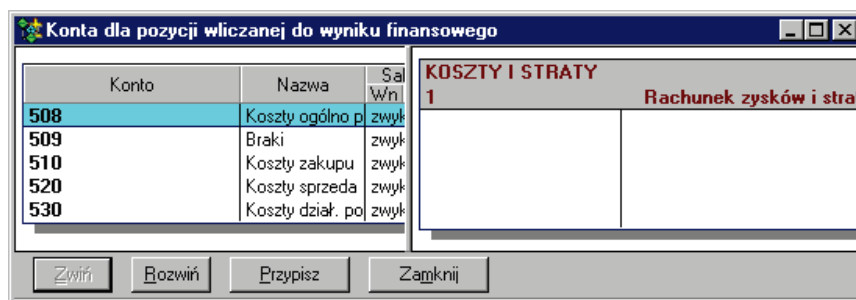 Konta dla pozycji wliczanej do wyniku finansowego
Konto Nazwa Sal
Wn
508 Koszty ogólno p zwyk
509 Braki zwyk
510 Koszty zakupu zwyk
520 Koszty sprzeda zwyk
530 Koszty dział. po zwyk
KOSZTY I STRATY
1 Rachunek zysków i stra
Zwiń Rozwiń Przypisz Zamknij